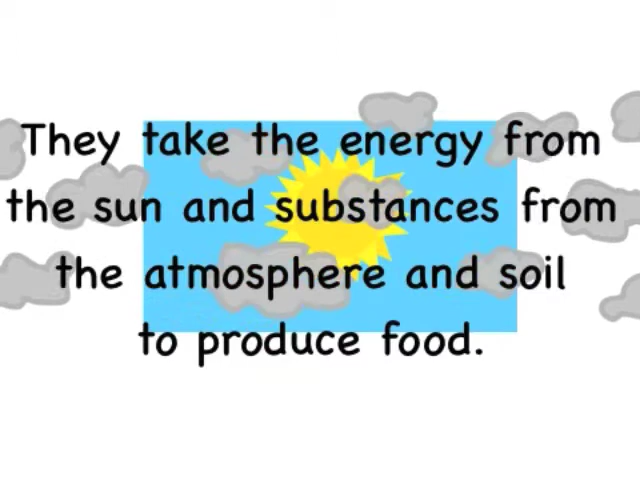 They take the energy from
the sun and substances from
the atmosphere and soil
to produce food.